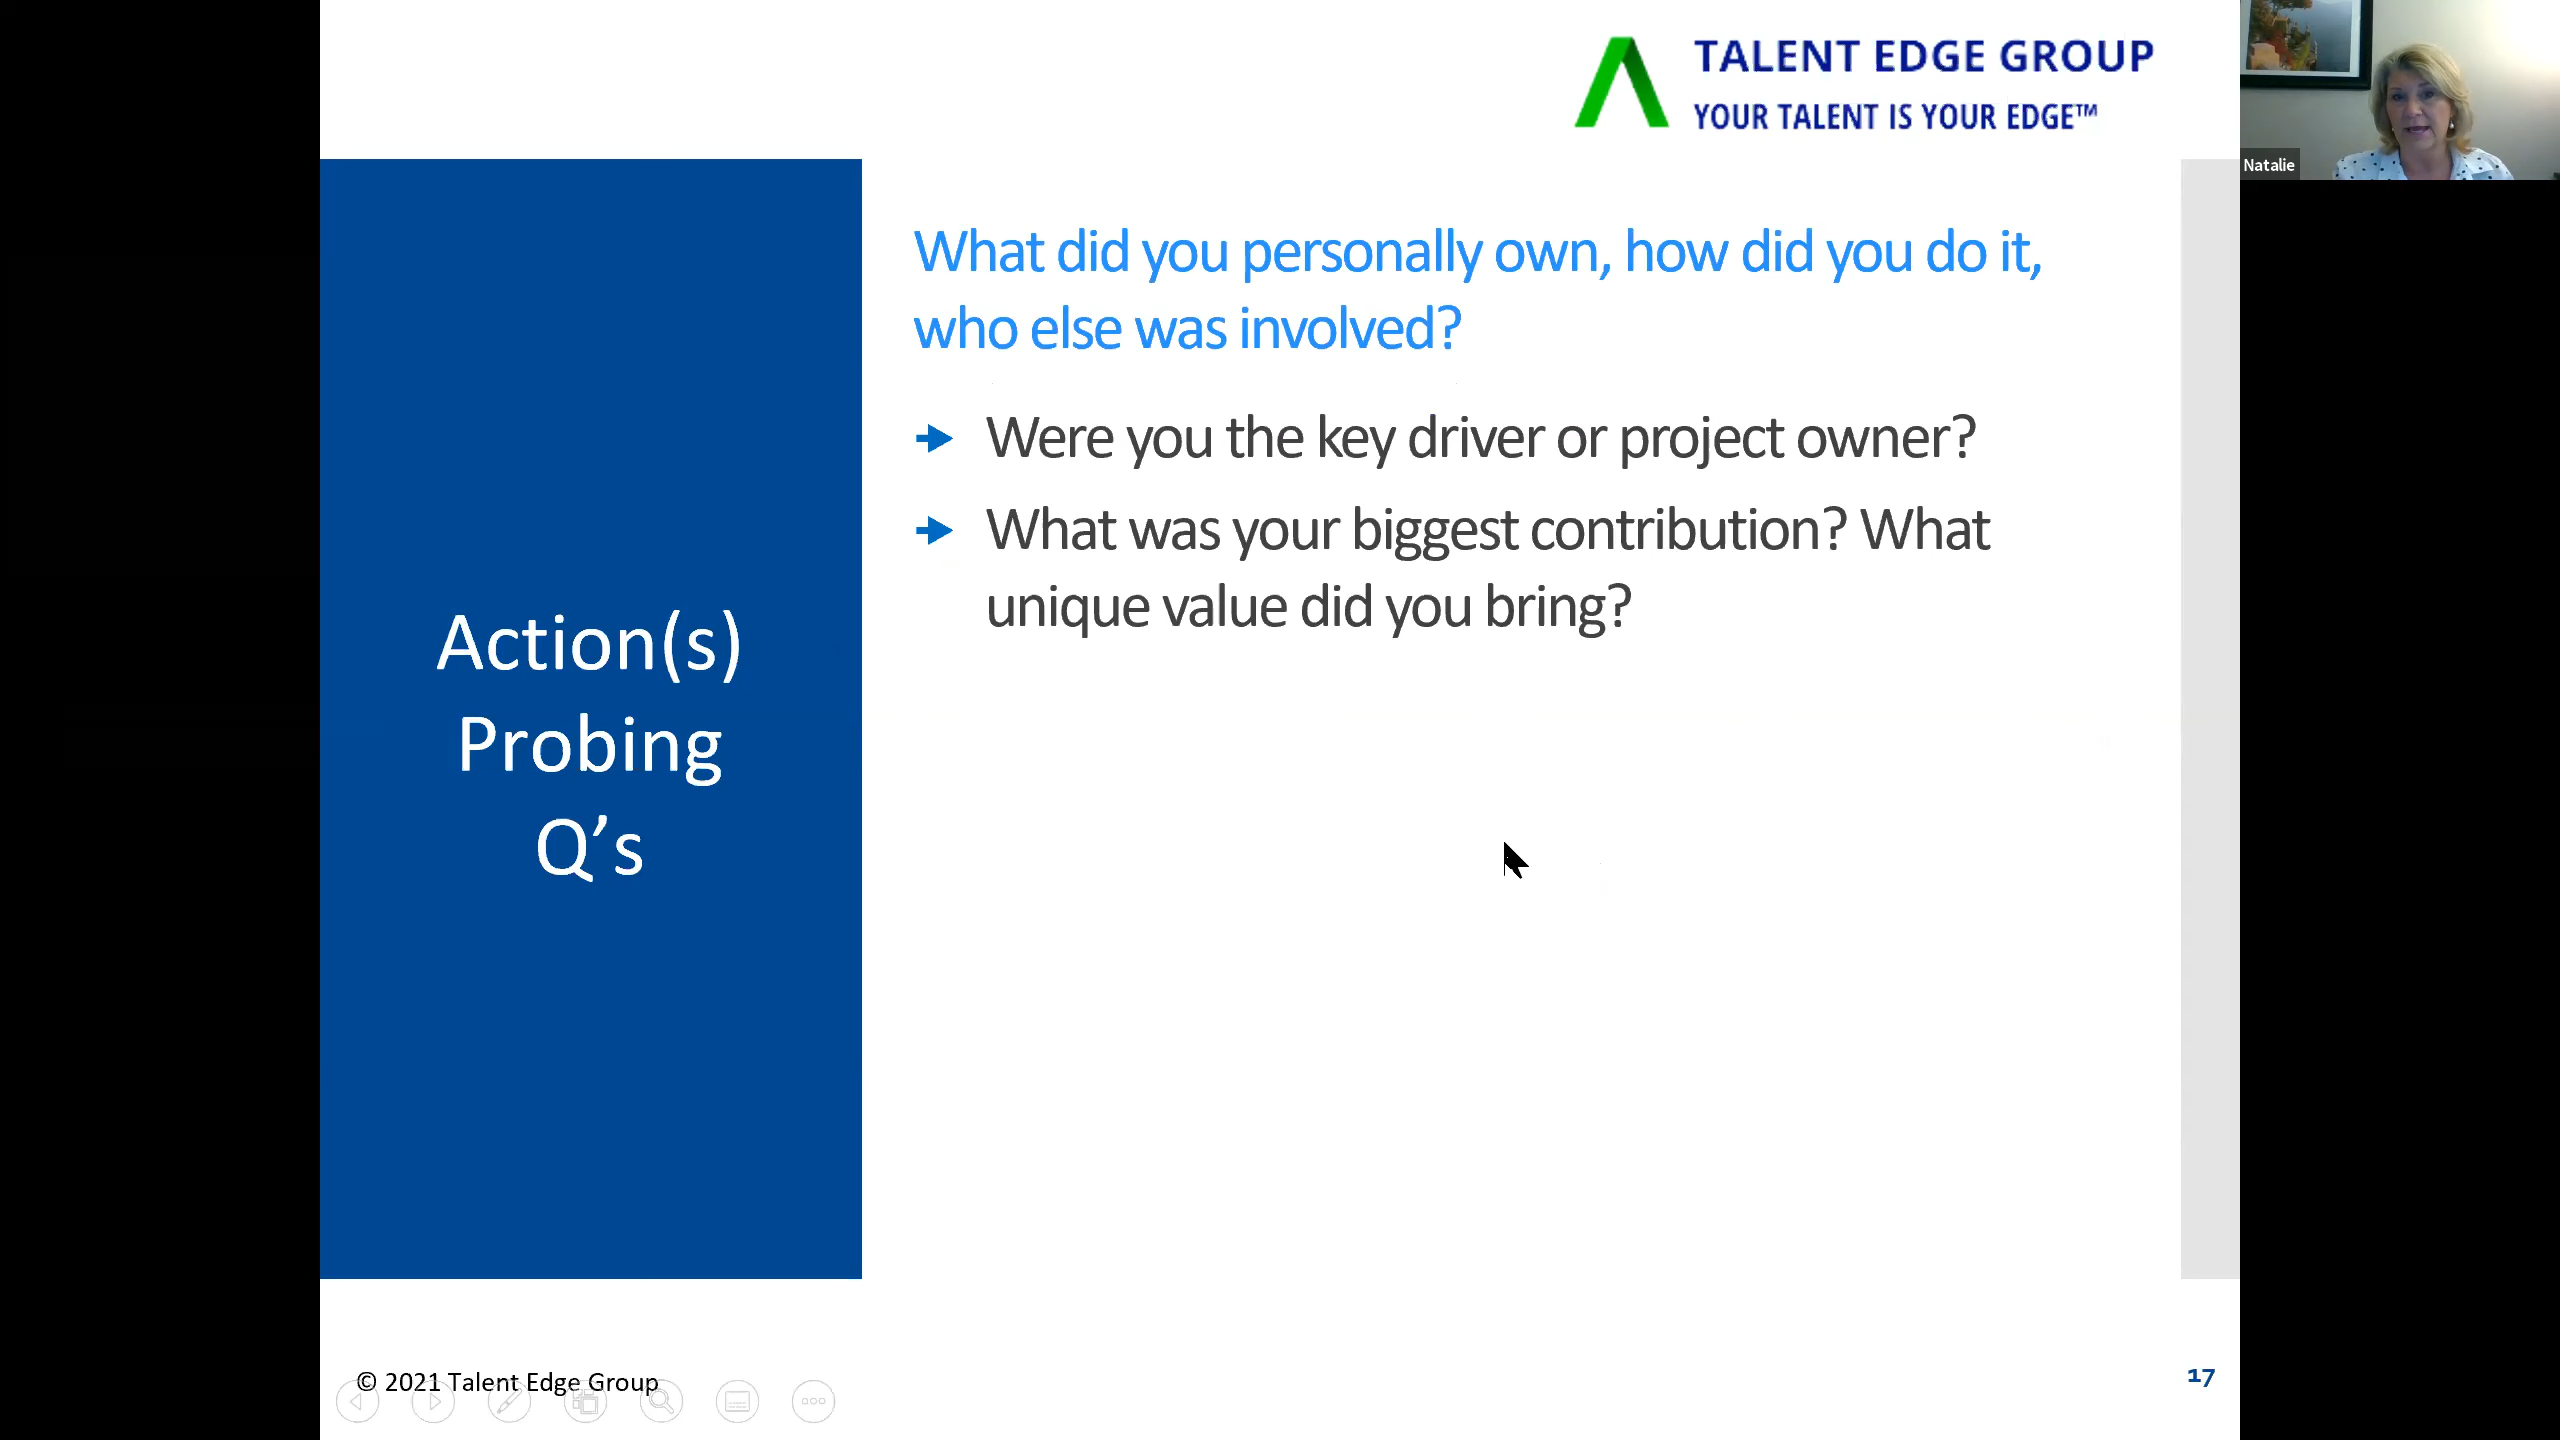 TALENT EDGE GROUP
YOUR TALENT IS YOUR EDGE™
Natalie
What did you personally own, how did you do it,
who else was involved?
Were you the key driver or project owner?
What was your biggest contribution? What
unique value did you bring?
Action(s)
Probing
Q’s
© 2021 Talent Edge Group
17